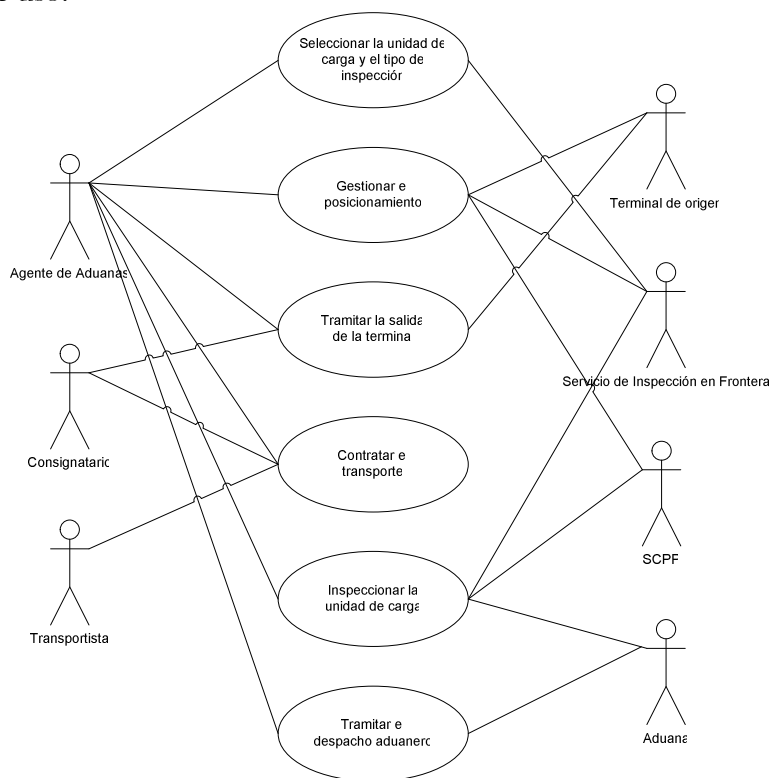 Seleccionar la unidad de
carga y el tipo de
inspecciór
Gestionar e
posicionamiento
Terminal de origer
Agente de Aduanas
Tramitar la salida
de la termina
Servicio de Inspección en Frontera
Consignatario
Contratar e
transporte
SCPF
Inspeccionar la
unidad de carga
Transportista
Tramitar e
despacho aduanero
Aduana